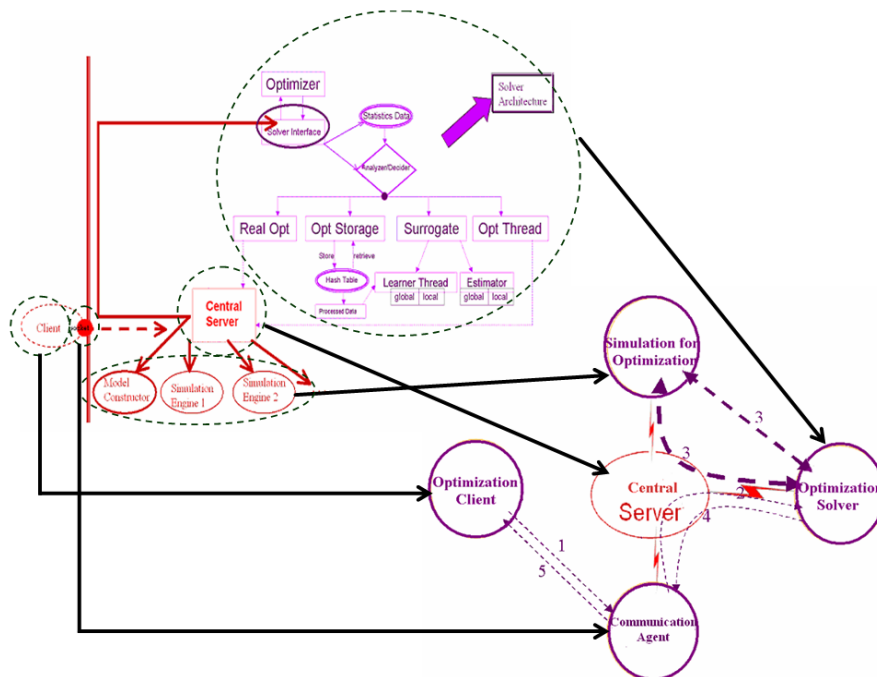 Optimizer
Solver
Architecture
Statistics Data
Solver Interface
Analyzer/Decider
Real Opt
Opt Storage
Surrogate
Opt Thread
Store
retrieve
Hash Table
Learner Thread
Estimator
global
local
global
local
Processed Data
Central
Server
Client
Model
Constructor
Simulation
Engine 1
Simulation
Engine 2
Simulation for
Optimization
3
3
Optimization
Client
Central
Server
2
4
Optimization
Solver
1
5
Communication
Agent